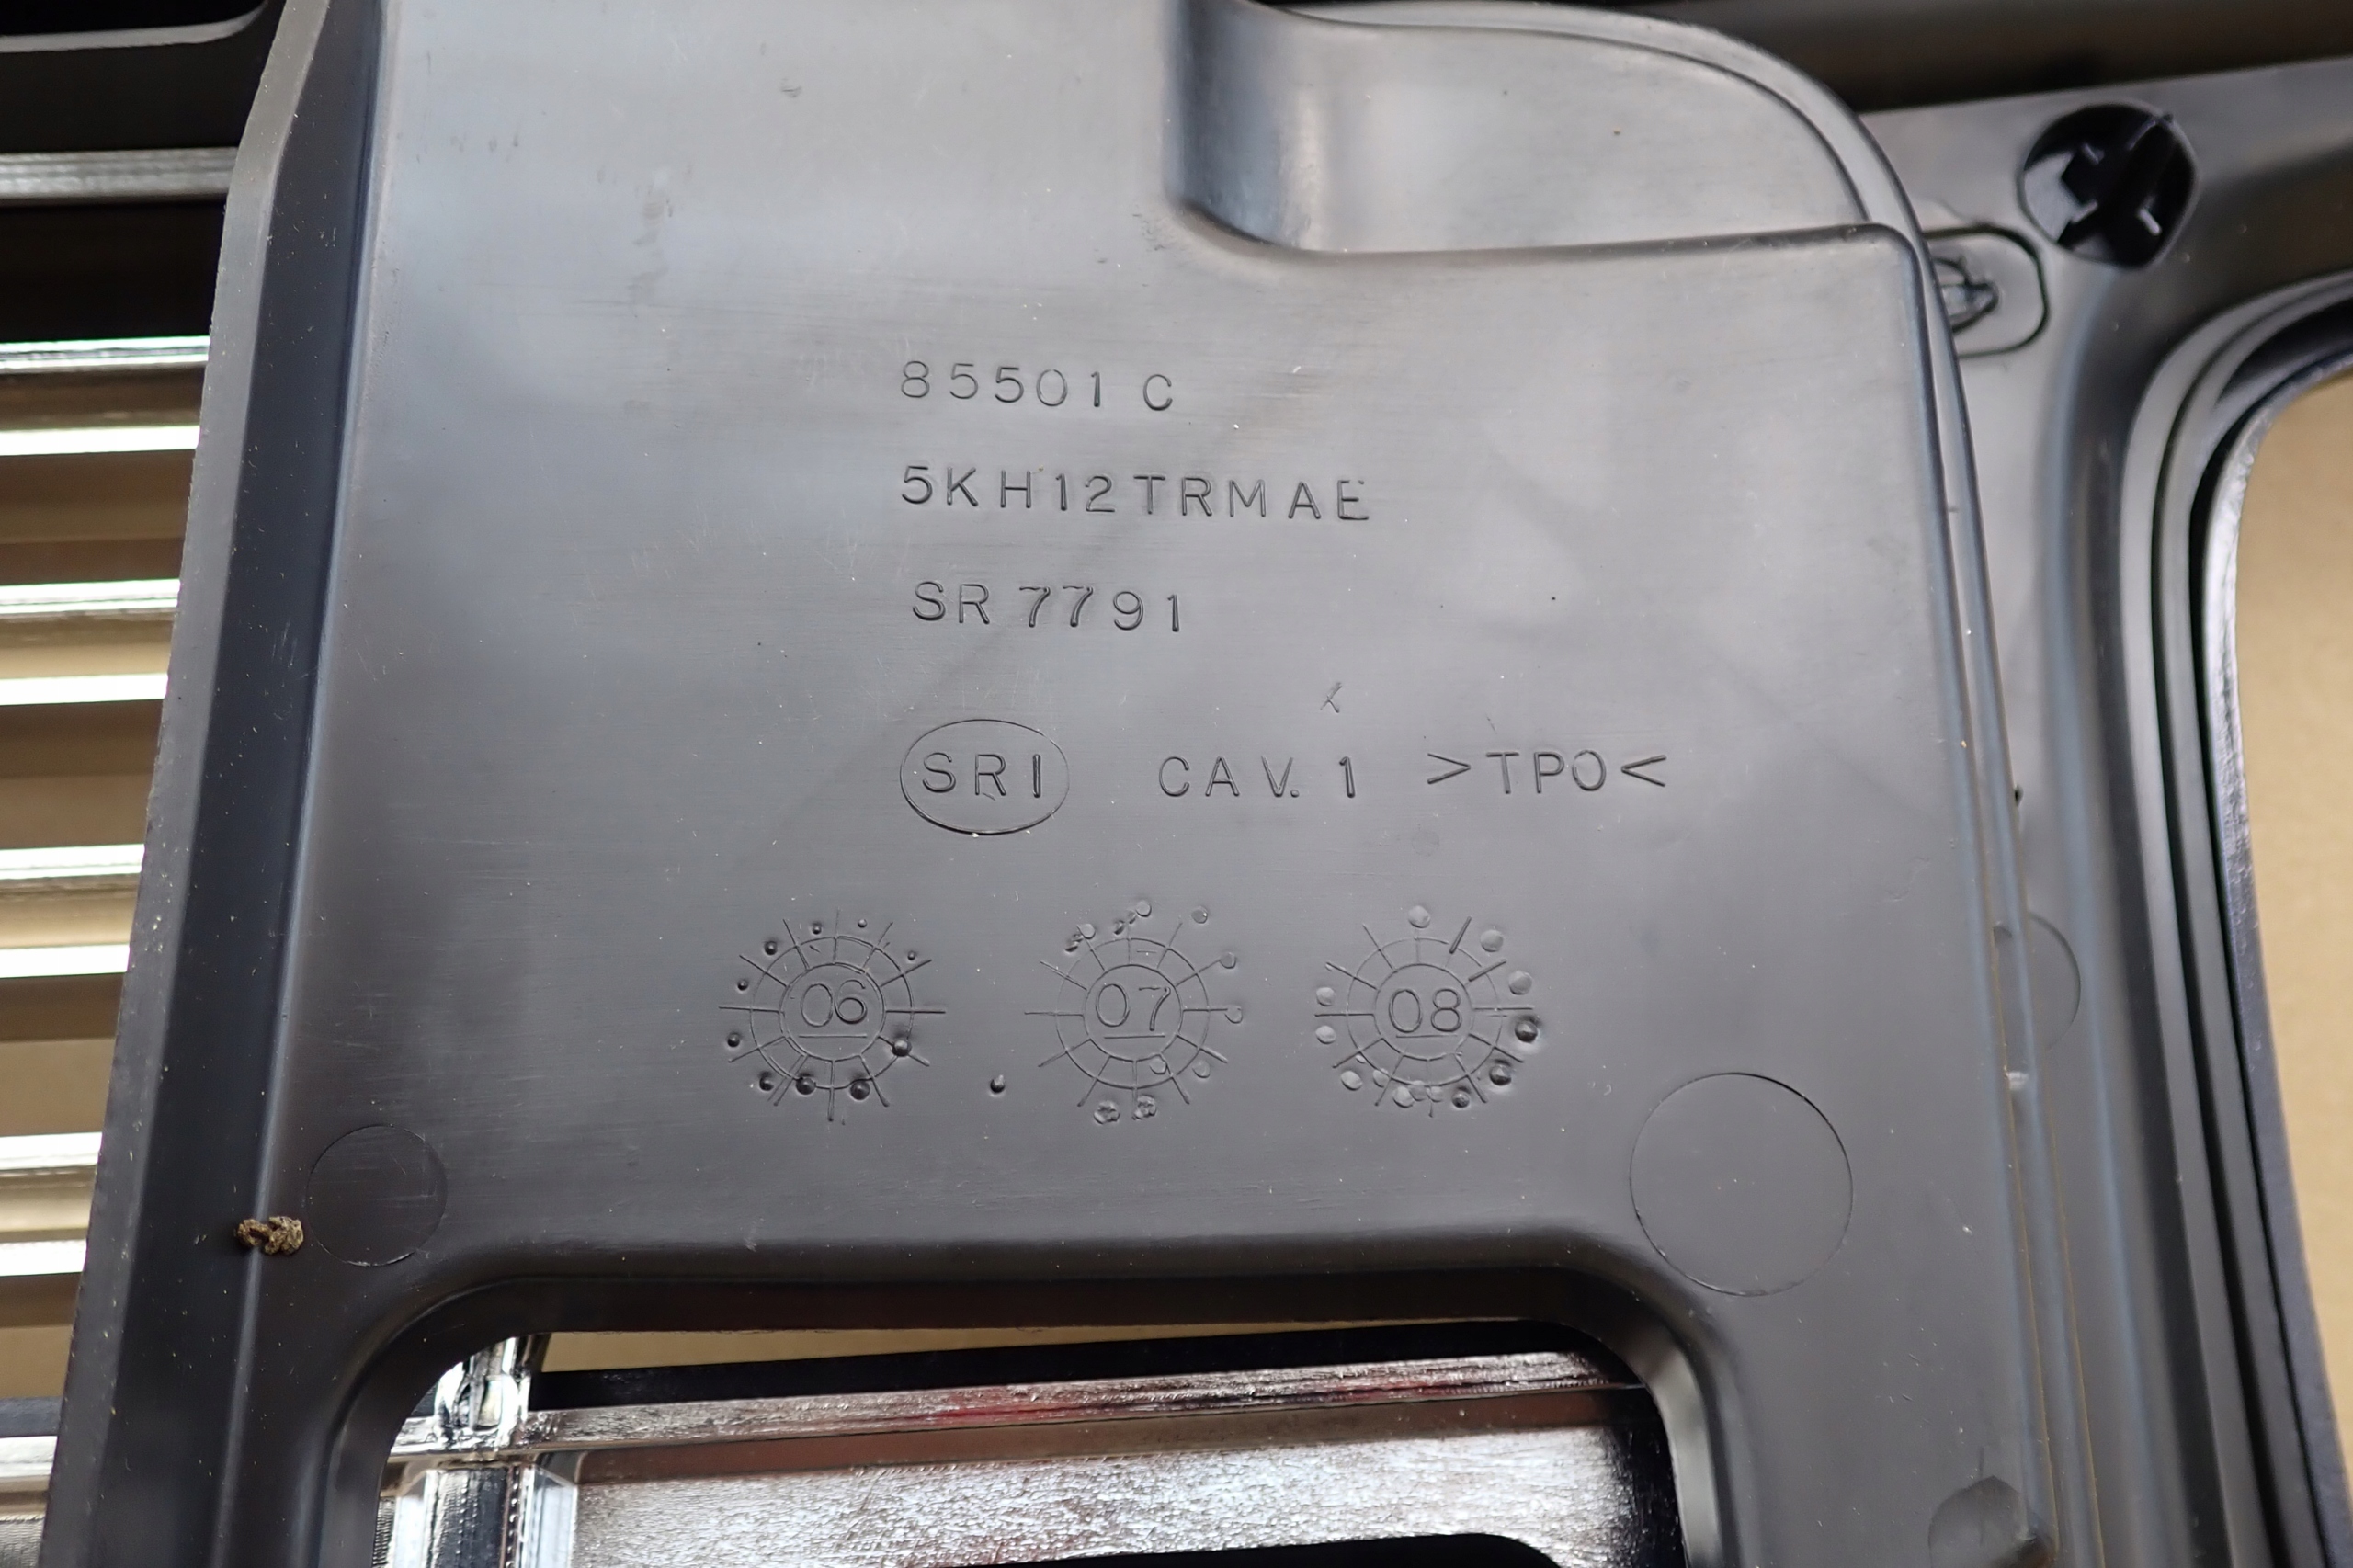 85501 C
5KH12TRMAE
SR 7791
SRI CAV. 1 >TPO<
06 07 08